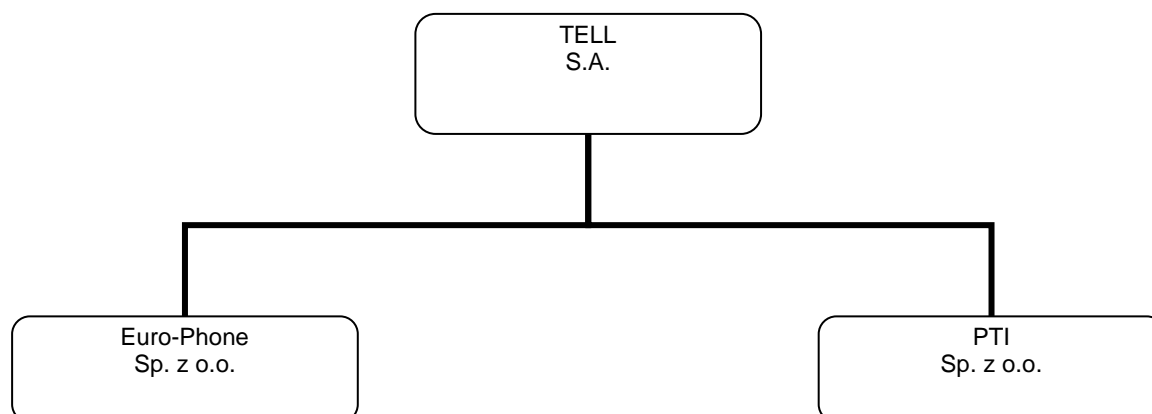 TELL
S.A.
Euro-Phone
Sp. z o.o.
PTI
Sp. z o.o.